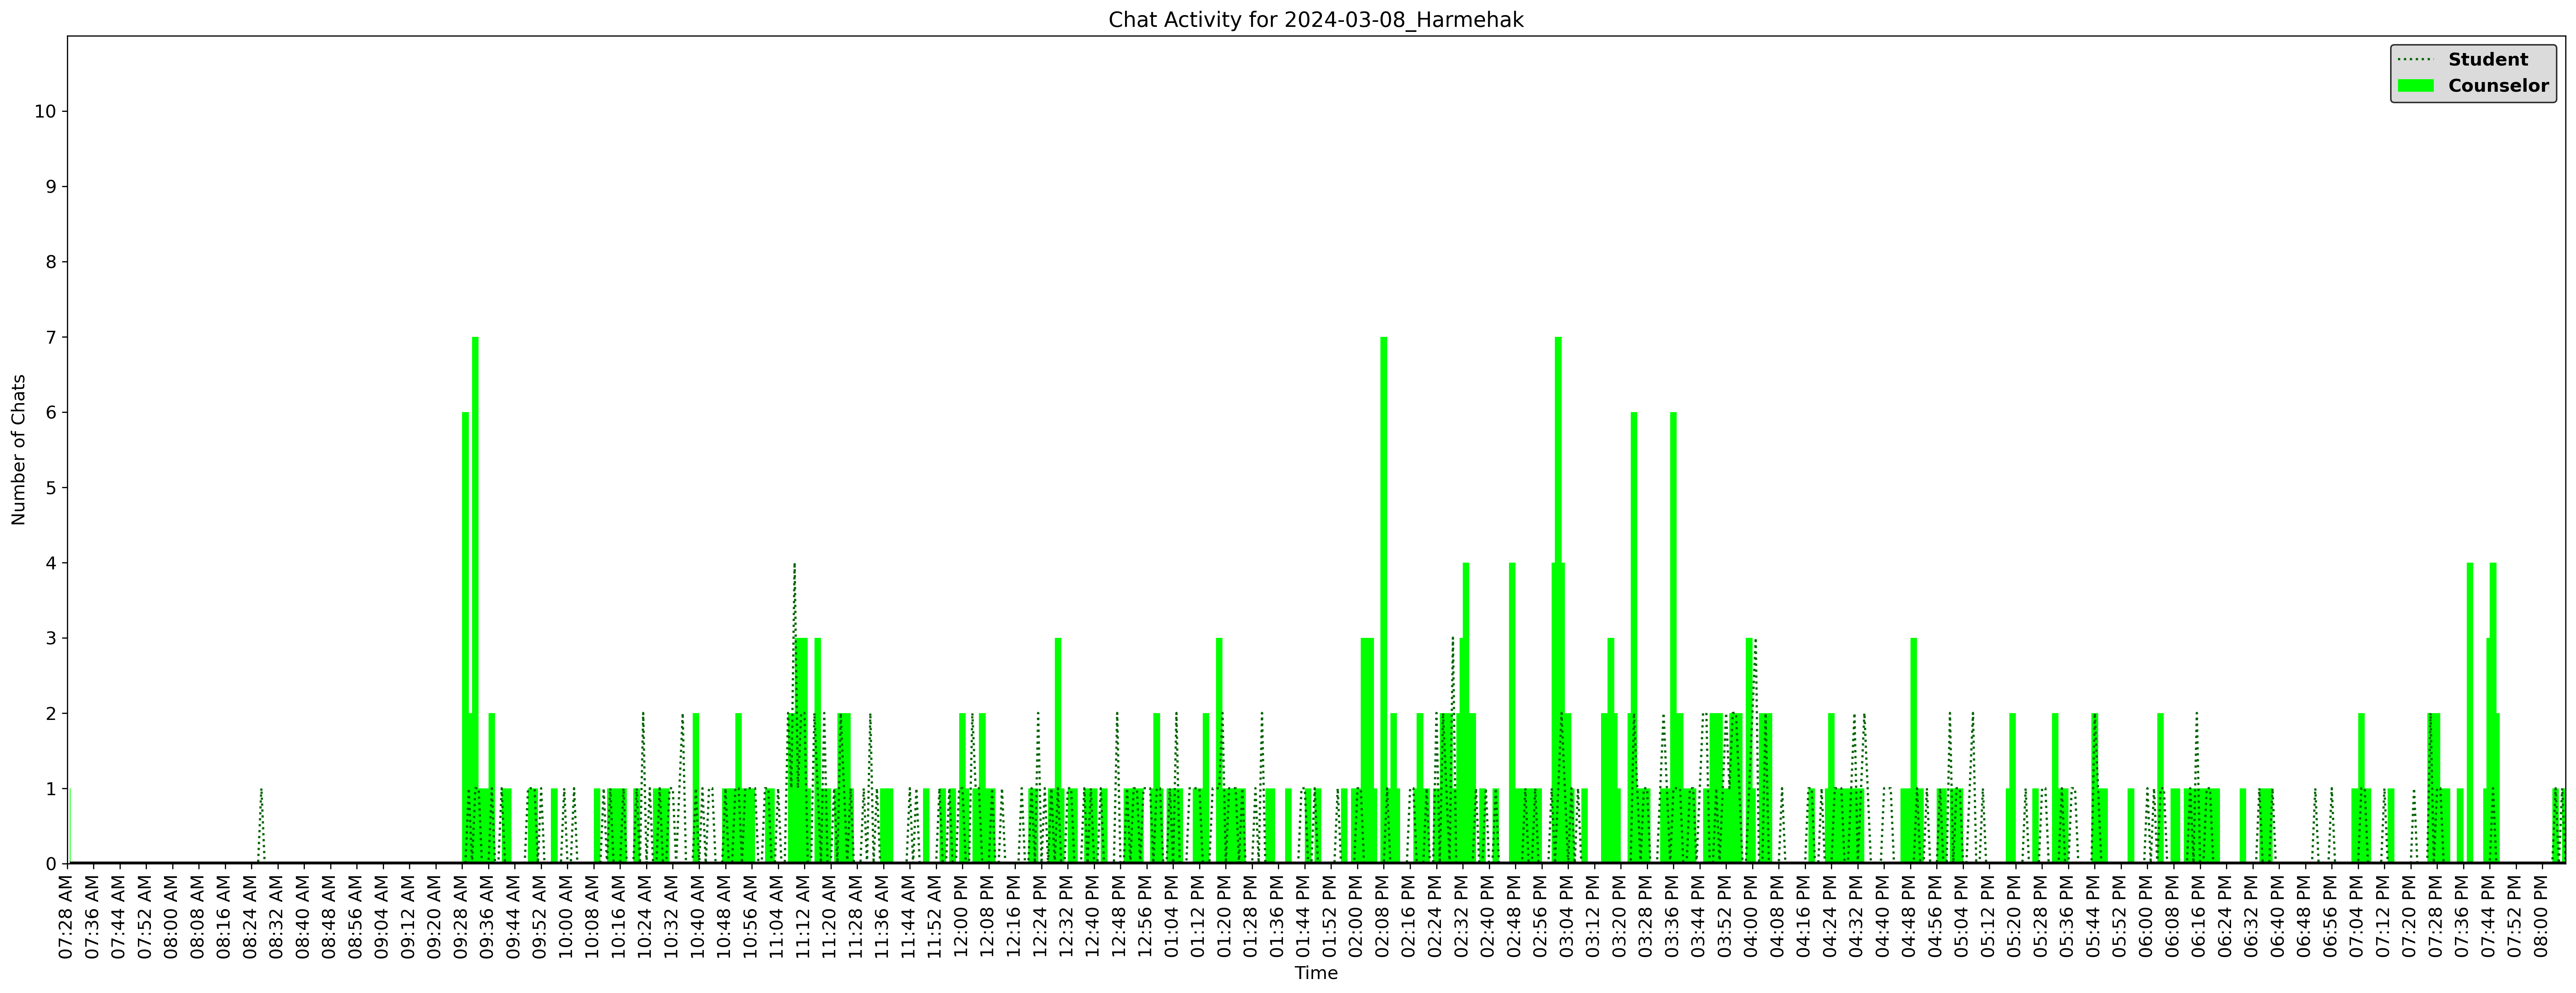 Chat Activity for 2024-03-08_Harmehak
Student
Counselor
Number of Chats
10
9
8
7
6
5
4
3
2
1
0
07:28 AM
07:36 AM
07:44 AM
07:52 AM
08:00 AM
08:08 AM
08:16 AM
08:24 AM
08:32 AM
08:40 AM
08:48 AM
08:56 AM
09:04 AM
09:12 AM
09:20 AM
09:28 AM
09:36 AM
09:44 AM
09:52 AM
10:00 AM
10:08 AM
10:16 AM
10:24 AM
10:32 AM
10:40 AM
10:48 AM
10:56 AM
11:04 AM
11:12 AM
11:20 AM
11:28 AM
11:36 AM
11:44 AM
11:52 AM
12:00 PM
12:08 PM
12:16 PM
12:24 PM
12:32 PM
12:40 PM
12:48 PM
12:56 PM
01:04 PM
01:12 PM
01:20 PM
01:28 PM
01:36 PM
01:44 PM
01:52 PM
02:00 PM
02:08 PM
02:16 PM
02:24 PM
02:32 PM
02:40 PM
02:48 PM
02:56 PM
03:04 PM
03:12 PM
03:20 PM
03:28 PM
03:36 PM
03:44 PM
03:52 PM
04:00 PM
04:08 PM
04:16 PM
04:24 PM
04:32 PM
04:40 PM
04:48 PM
04:56 PM
05:04 PM
05:12 PM
05:20 PM
05:28 PM
05:36 PM
05:44 PM
05:52 PM
06:00 PM
06:08 PM
06:16 PM
06:24 PM
06:32 PM
06:40 PM
06:48 PM
06:56 PM
07:04 PM
07:12 PM
07:20 PM
07:28 PM
07:36 PM
07:44 PM
07:52 PM
08:00 PM
Time